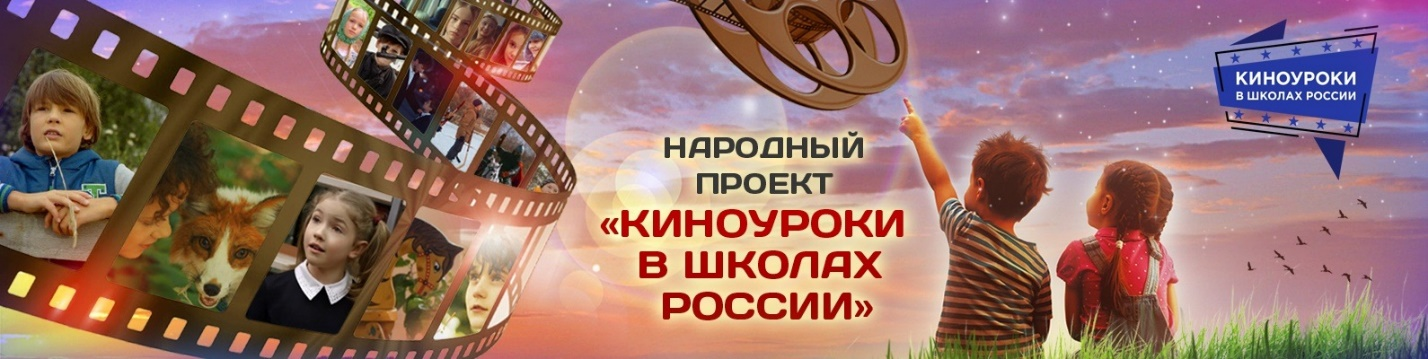 НАРОДНЫЙ
ПРОЕКТ
«КИНОУРОКИ
В ШКОЛАХ
РОССИИ»
КИНОУРОКИ
В ШКОЛАХ РОССИИ